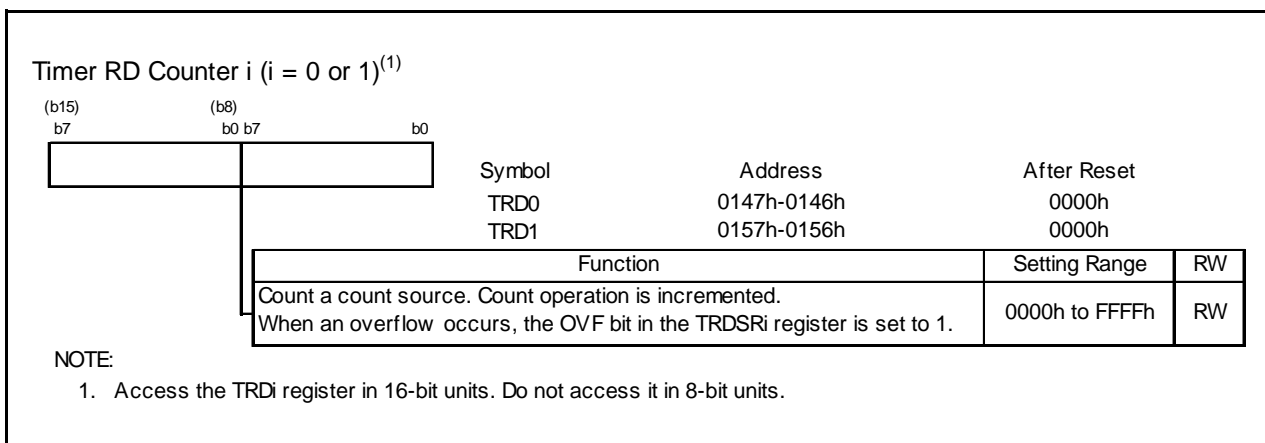 Timer RD Counter i (i = 0 or 1)(1)
(b15) (b8)
b7 b0 b7 b0
Symbol Address After Reset
TRD0 0147h-0146h 0000h
TRD1 0157h-0156h 0000h
Function Setting Range RW
Count a count source. Count operation is incremented.
When an overflow occurs, the OVF bit in the TRDSRi register is set to 1.
0000h to FFFFh RW
NOTE:
1. Access the TRDi register in 16-bit units. Do not access it in 8-bit units.